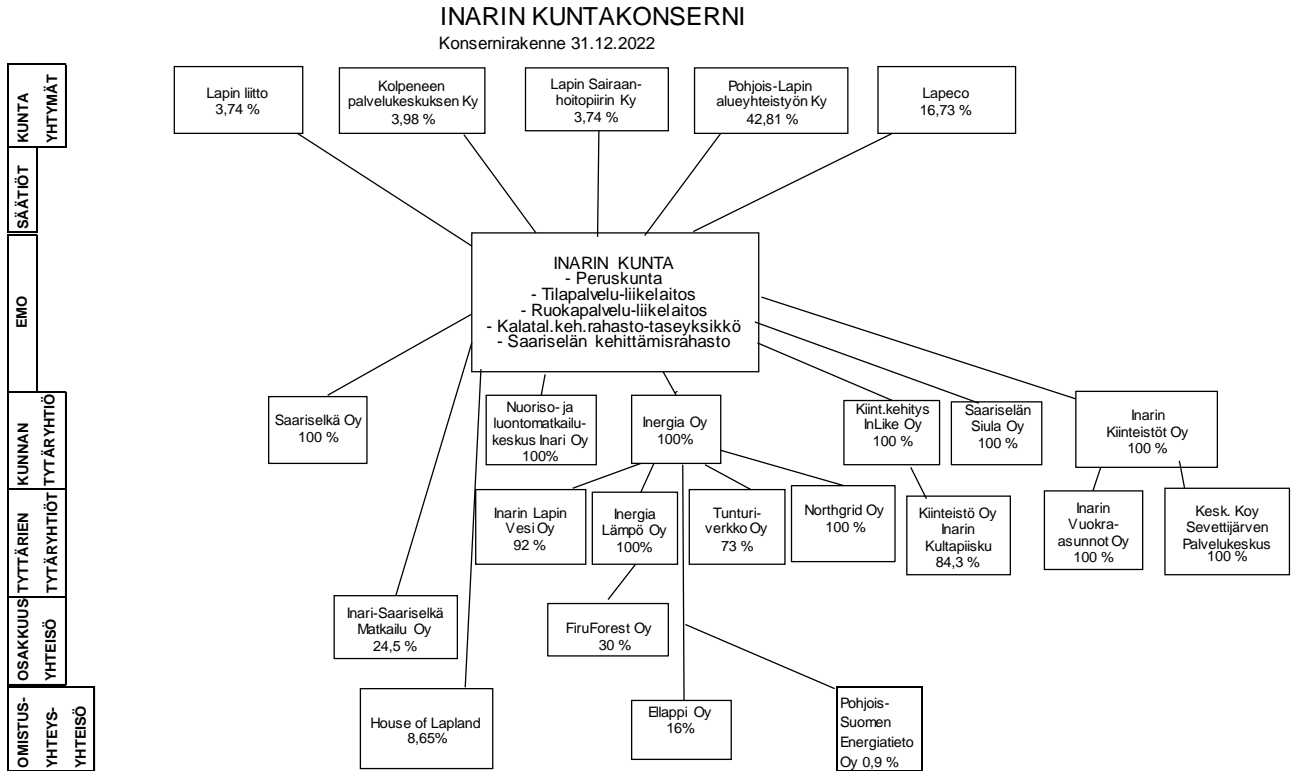 INARIN KUNTAKONSERNI
Konsernirakenne 31.12.2022
KUNTA
YHTYMÄT
Lapin liitto
3,74 %
Kolpeneen
palvelukeskuksen Ky
3,98 %
Lapin Sairaan-
hoitopiirin Ky
3,74 %
Pohjois-Lapin
alueyhteistyön Ky
42,81 %
Lapeco
16,73 %
SÄÄTIÖT
EMO
INARIN KUNTA
- Peruskunta
- Tilapalvelu-liikelaitos
- Ruokapalvelu-liikelaitos
- Kalatal.keh.rahasto-taseyksikkö
- Saariselän kehittämisrahasto
KUNNAN
TYTÄRYHTIÖ
Saariselkä Oy
100 %
Nuoriso- ja
luontomatkailu-
keskus Inari Oy
100%
Inergia Oy
100%
Kiint.kehitys
InLike Oy
100 %
Saariselän
Siula Oy
100 %
Inarin
Kiinteistöt Oy
100 %
TYTTÄRIEN
TYTÄRYHTIÖT
Inarin Lapin
Vesi Oy
92 %
Inergia
Lämpö Oy
100%
Tunturi-
verkko Oy
73 %
Northgrid Oy
100 %
Kiinteistö Oy
Inarin
Kultapiisku
84,3 %
Inarin
Vuokra-
asunnot Oy
100 %
Kesk. Koy
Sevettijärven
Palvelukeskus
100 %
OSAKKUUS
YHTEISÖ
Inari-Saariselkä
Matkailu Oy
24,5 %
FiruForest Oy
30 %
OMISTUS-
YHTEYS-
YHTEISÖ
House of Lapland
8,65%
Ellappi Oy
16%
Pohjois-
Suomen
Energiatieto
Oy 0,9 %